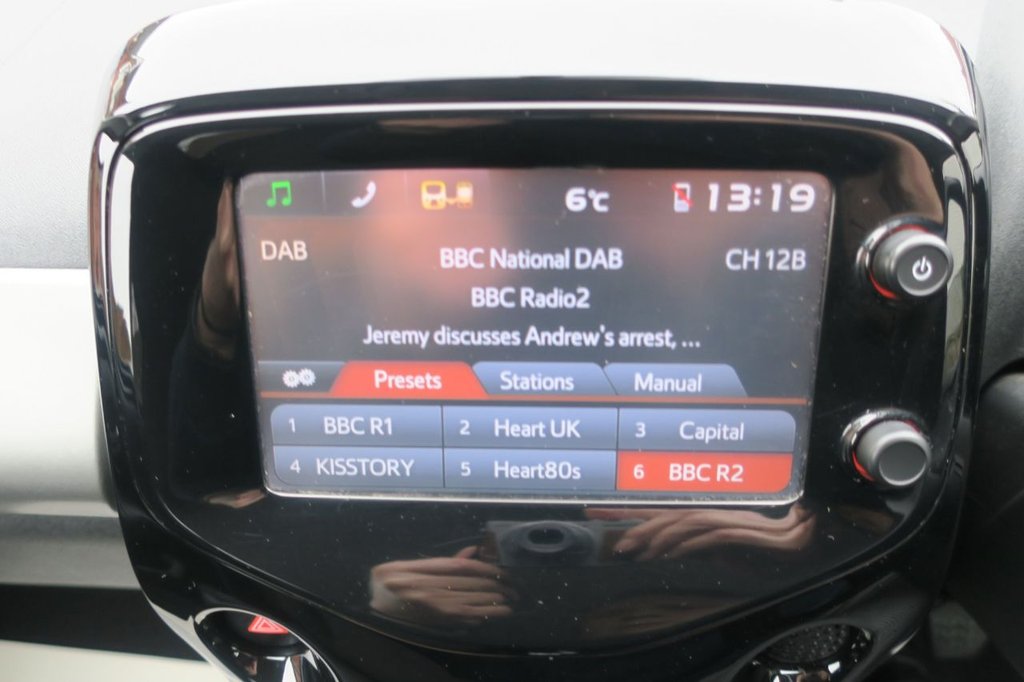 6°C 13:19
DAB BBC National DAB CH 12B
BBC Radio2
Jeremy discusses Andrew's arrest, ...
Presets Stations Manual
1 BBC R1 2 Heart UK 3 Capital
4 KISSTORY 5 Heart80s 6 BBC R2